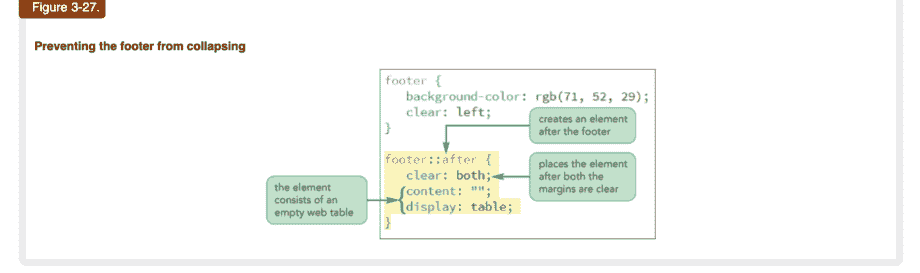 Figure 3-27.
Preventing the footer from collapsing
footer {
background-color: rgb(71, 52, 29);
clear: left;
}
creates an element
after the footer
footer::after {
clear: both;
content: "";
display: table;
}
places the element
after both the
margins are clear
the element
consists of an
empty web table